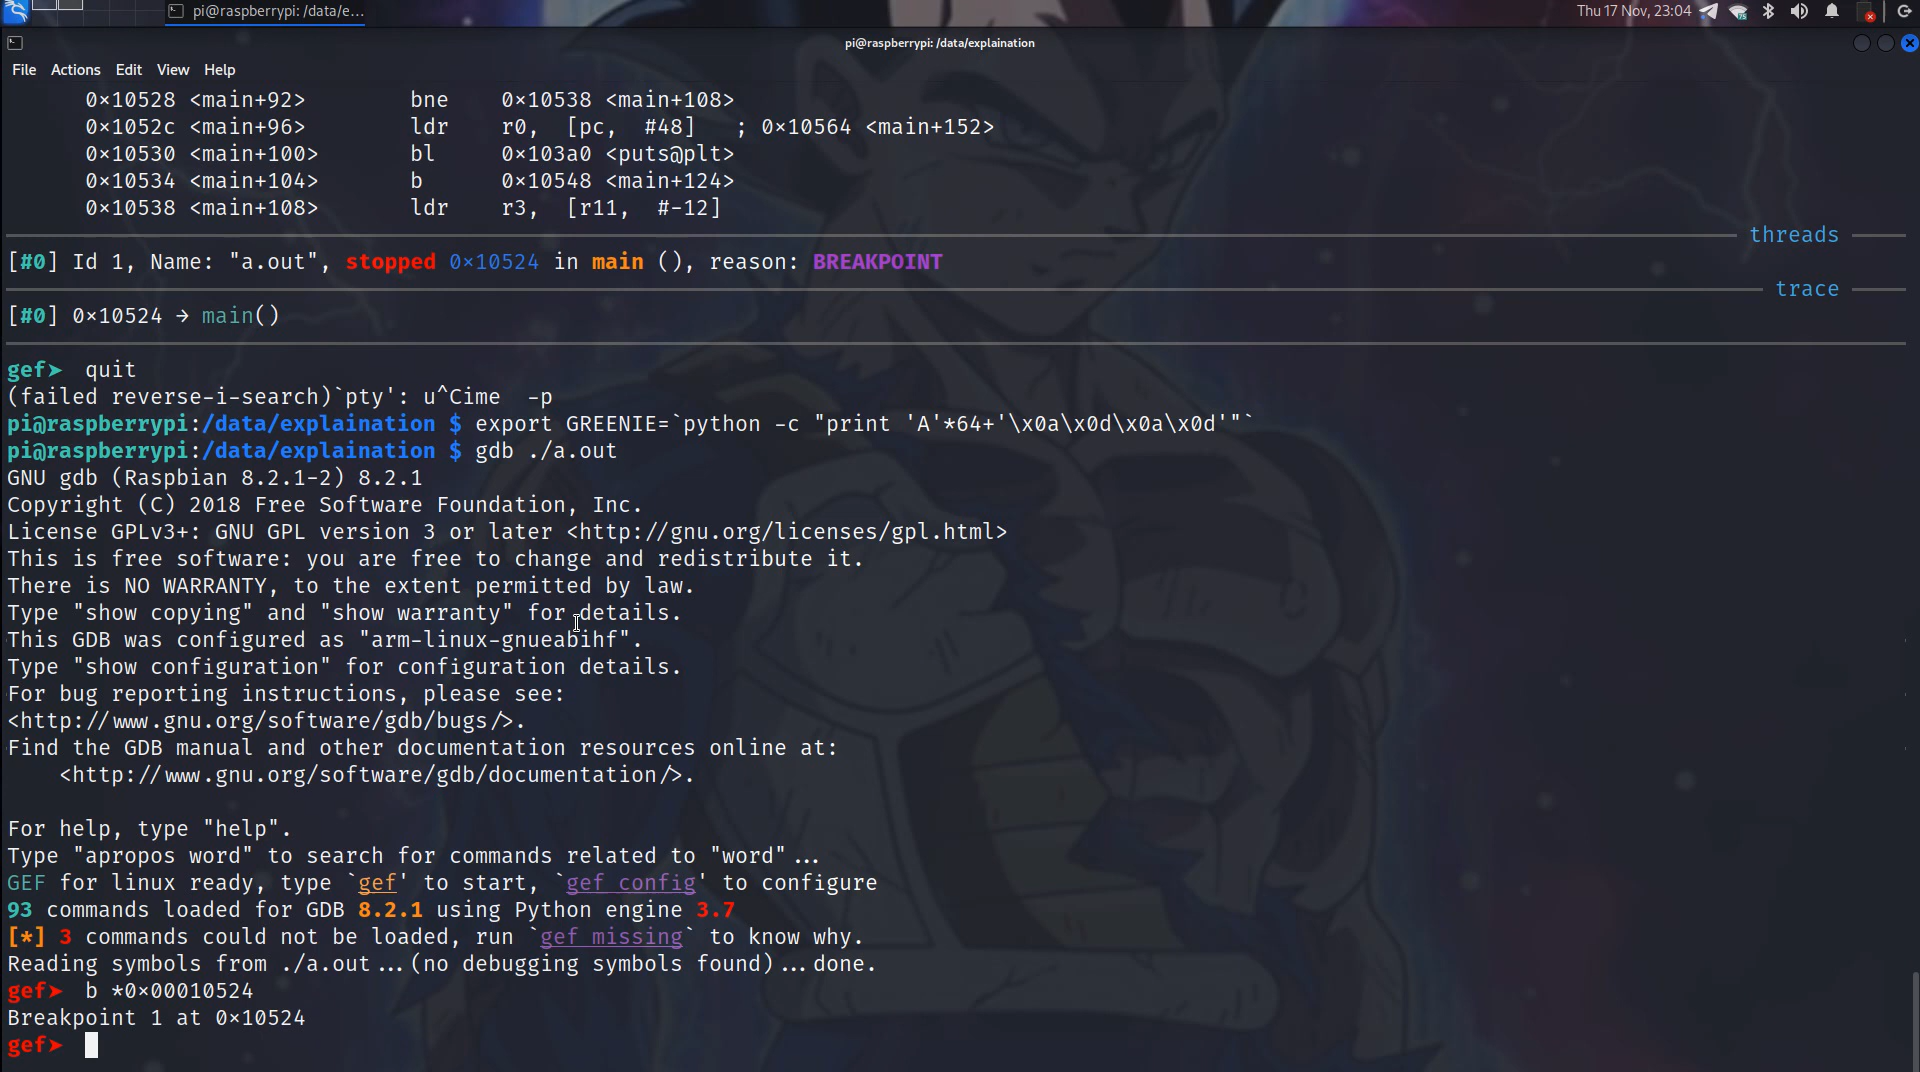 pi@raspberrypi: /data/e...
Thu 17 Nov, 23:04
pi@raspberrypi: /data/explaination
File Actions Edit View Help
0×10528 <main+92> bne 0×10538 <main+108>
0×1052c <main+96> ldr r0, [pc, #48] ; 0×10564 <main+152>
0×10530 <main+100> bl 0×103a0 <puts@plt>
0×10534 <main+104> b 0×10548 <main+124>
0×10538 <main+108> ldr r3, [r11, #-12]
threads
[#0] Id 1, Name: "a.out", stopped 0×10524 in main (), reason: BREAKPOINT
trace
[#0] 0×10524 → main()
gef➤ quit
(failed reverse-i-search)`pty': u^Cime -p
pi@raspberrypi:/data/explaination $ export GREENIE=`python -c "print 'A'*64+'\x0a\x0d\x0a\x0d'"`
pi@raspberrypi:/data/explaination $ gdb ./a.out
GNU gdb (Raspbian 8.2.1-2) 8.2.1
Copyright (C) 2018 Free Software Foundation, Inc.
License GPLv3+: GNU GPL version 3 or later <http://gnu.org/licenses/gpl.html>
This is free software: you are free to change and redistribute it.
There is NO WARRANTY, to the extent permitted by law.
Type "show copying" and "show warranty" for details.
This GDB was configured as "arm-linux-gnueabihf".
Type "show configuration" for configuration details.
For bug reporting instructions, please see:
<http://www.gnu.org/software/gdb/bugs/>.
Find the GDB manual and other documentation resources online at:
<http://www.gnu.org/software/gdb/documentation/>.
For help, type "help".
Type "apropos word" to search for commands related to "word"...
GEF for linux ready, type `gef' to start, `gef config' to configure
93 commands loaded for GDB 8.2.1 using Python engine 3.7
[*] 3 commands could not be loaded, run `gef missing` to know why.
Reading symbols from ./a.out...(no debugging symbols found)...done.
gef➤ b *0×00010524
Breakpoint 1 at 0×10524
gef➤